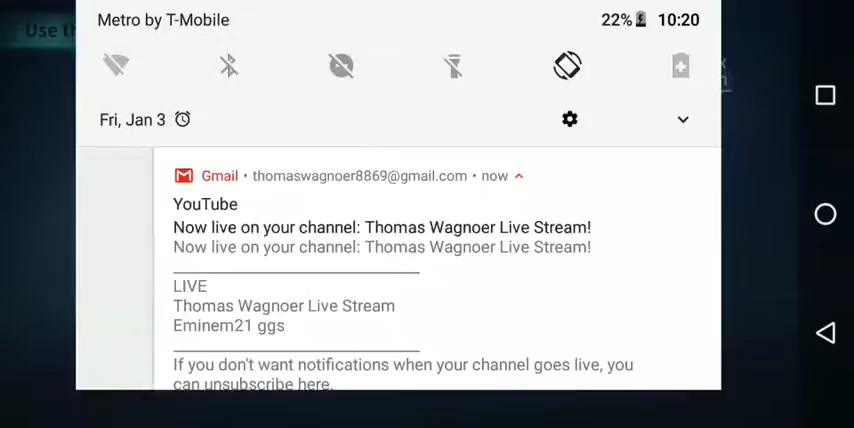 Use th
Metro by T-Mobile 22% 10:20
Fri, Jan 3
Gmail • thomaswagnoer8869@gmail.com • now
YouTube
Now live on your channel: Thomas Wagnoer Live Stream!
Now live on your channel: Thomas Wagnoer Live Stream!
LIVE
Thomas Wagnoer Live Stream
Eminem21 ggs
If you don't want notifications when your channel goes live, you
can unsubscribe here.